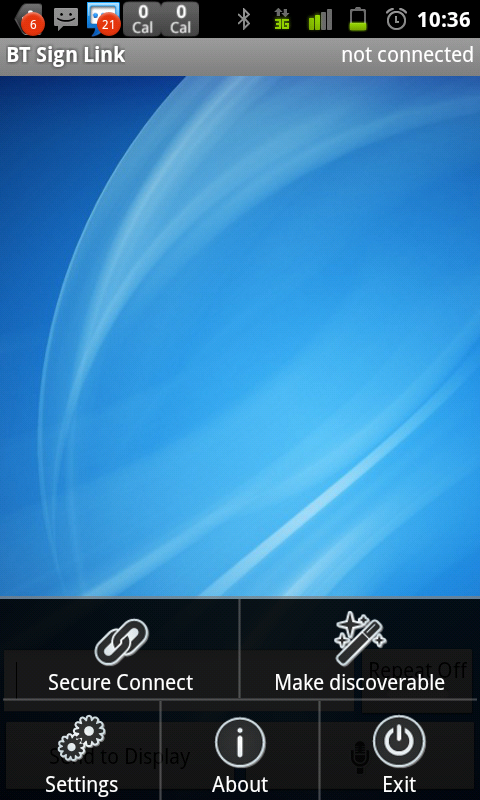 6
21
0
Cal
0
Cal
3G
10:36
BT Sign Link
not connected
Secure Connect
Make discoverable
Repeat Off
Send to Display
Settings
About
Exit